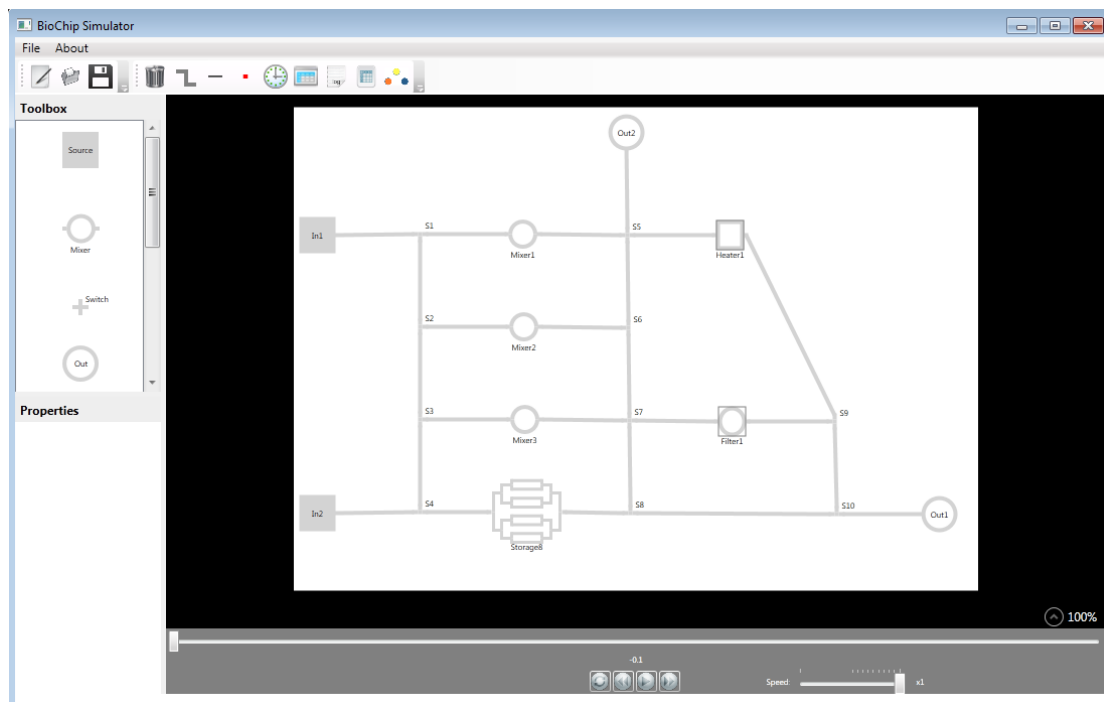 BioChip Simulator
File About
Toolbox
Source
Mixer
Switch
Out
Properties
Out2
In1
S1
Mixer1
S5
Heater1
S2
Mixer2
S6
S3
Mixer3
S7
Filter1
S9
In2
S4
Storage8
S8
S10
Out1
100%
-0.1
Speed:
x1